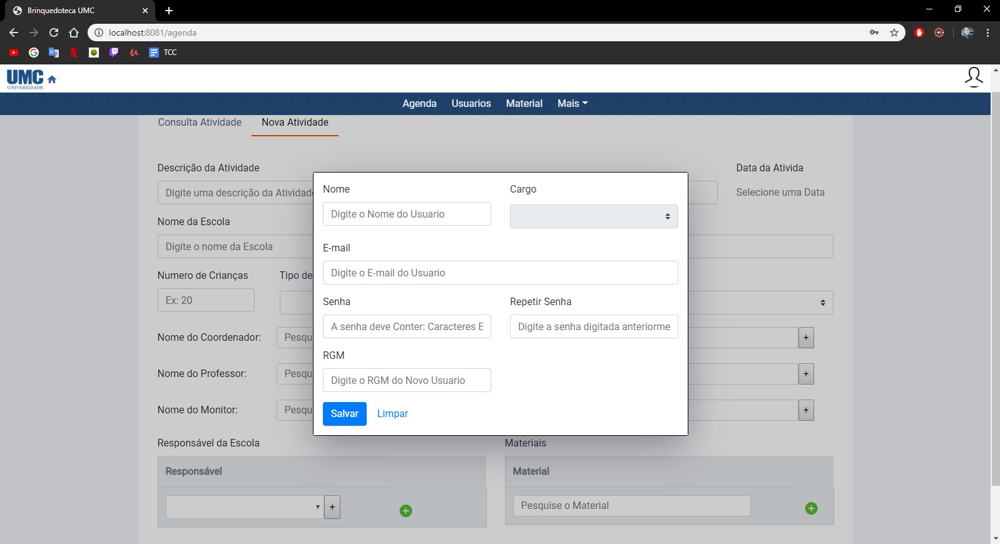 Brinquedoteca UMC
localhost:8081/agenda
TCC
UMC
UNIVERSIDADE
Agenda Usuarios Material Mais
Consulta Atividade Nova Atividade
Descrição da Atividade Data da Ativida
Digite uma descrição da Atividade Selecione uma Data
Nome da Escola
Digite o nome da Escola
Numero de Crianças Tipo de
Ex: 20
Nome do Coordenador: Pesqu +
Nome do Professor: Pesqu +
Nome do Monitor: Pesqu +
Nome Cargo
Digite o Nome do Usuario
E-mail
Digite o E-mail do Usuario
Senha Repetir Senha
A senha deve Conter: Caracteres E Digite a senha digitada anteriorme
RGM
Digite o RGM do Novo Usuario
Salvar Limpar
Responsável da Escola Materiais
Responsável Material
+ Pesquise o Material